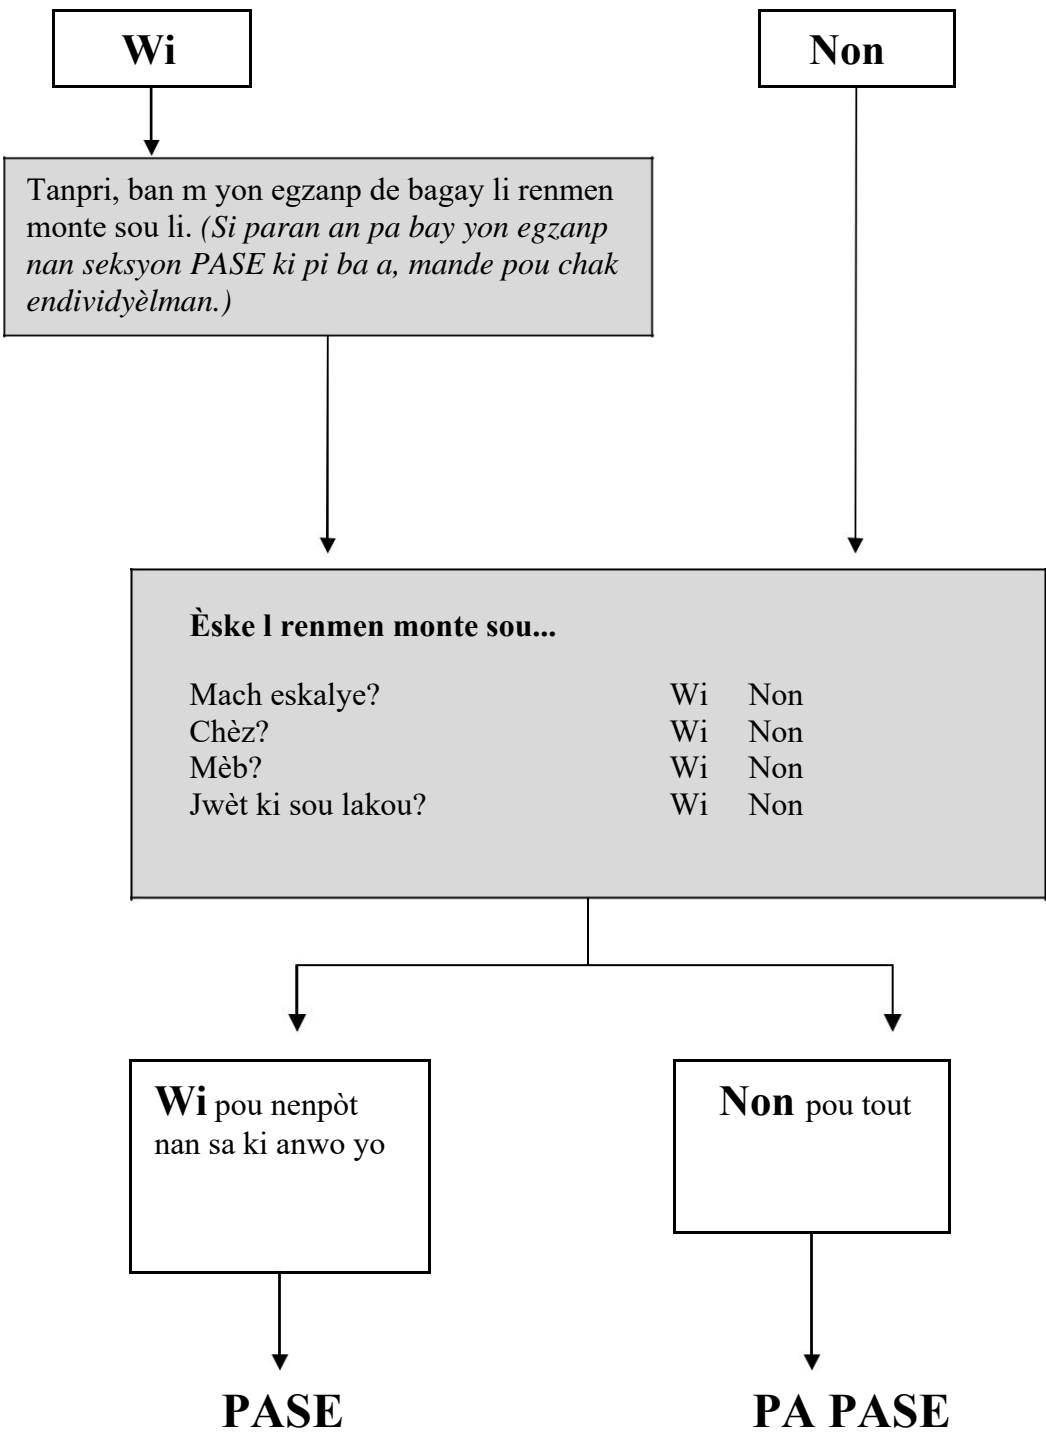 Wi
Non
Tanpri, ban m yon egzanp de bagay li renmen
monte sou li. (Si paran an pa bay yon egzanp
nan seksyon PASE ki pi ba a, mande pou chak
endividyèlman.)
Èske l renmen monte sou...
Mach eskalye? Wi Non
Chèz? Wi Non
Mèb? Wi Non
Jwèt ki sou lakou? Wi Non
Wi pou nenpòt
nan sa ki anwo yo
Non pou tout
PASE
PA PASE